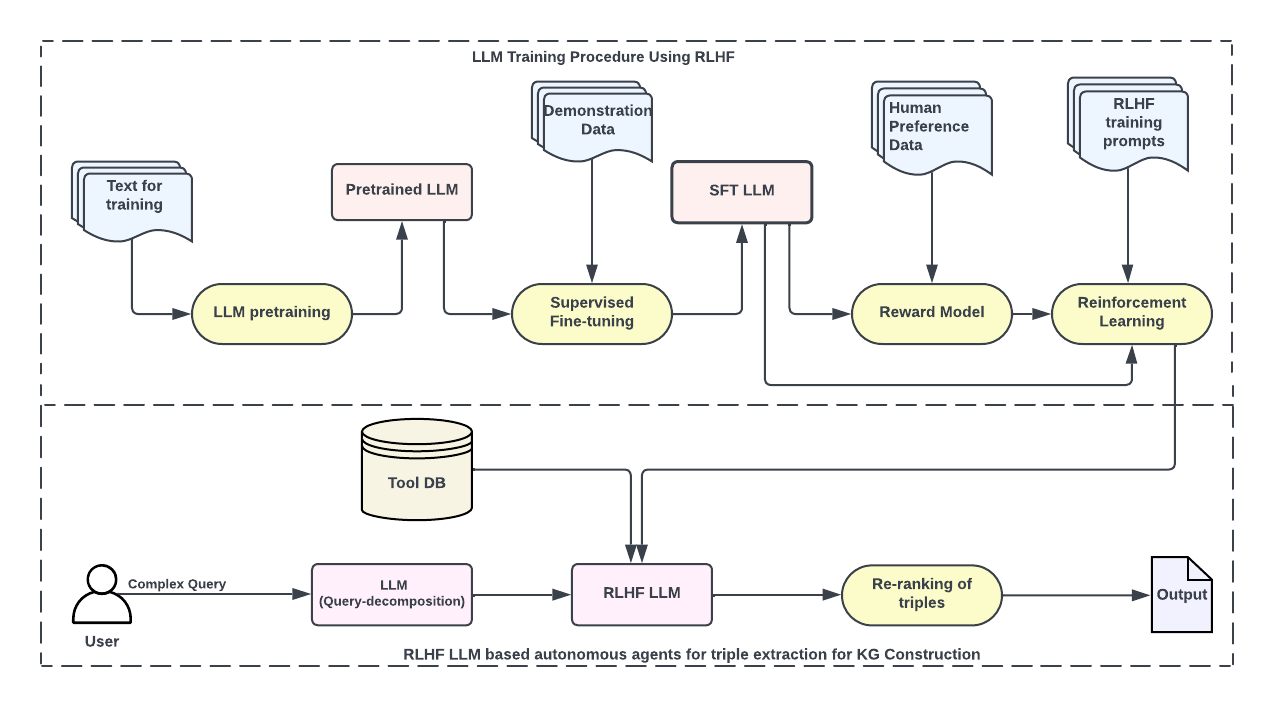 LLM Training Procedure Using RLHF
Demonstration
Data
Human
Preference
Data
RLHF
training
prompts
Text for
training
Pretrained LLM
SFT LLM
LLM pretraining
Supervised
Fine-tuning
Reward Model
Reinforcement
Learning
Tool DB
Complex Query
User
LLM
(Query-decomposition)
RLHF LLM
Re-ranking of
triples
Output
RLHF LLM based autonomous agents for triple extraction for KG Construction